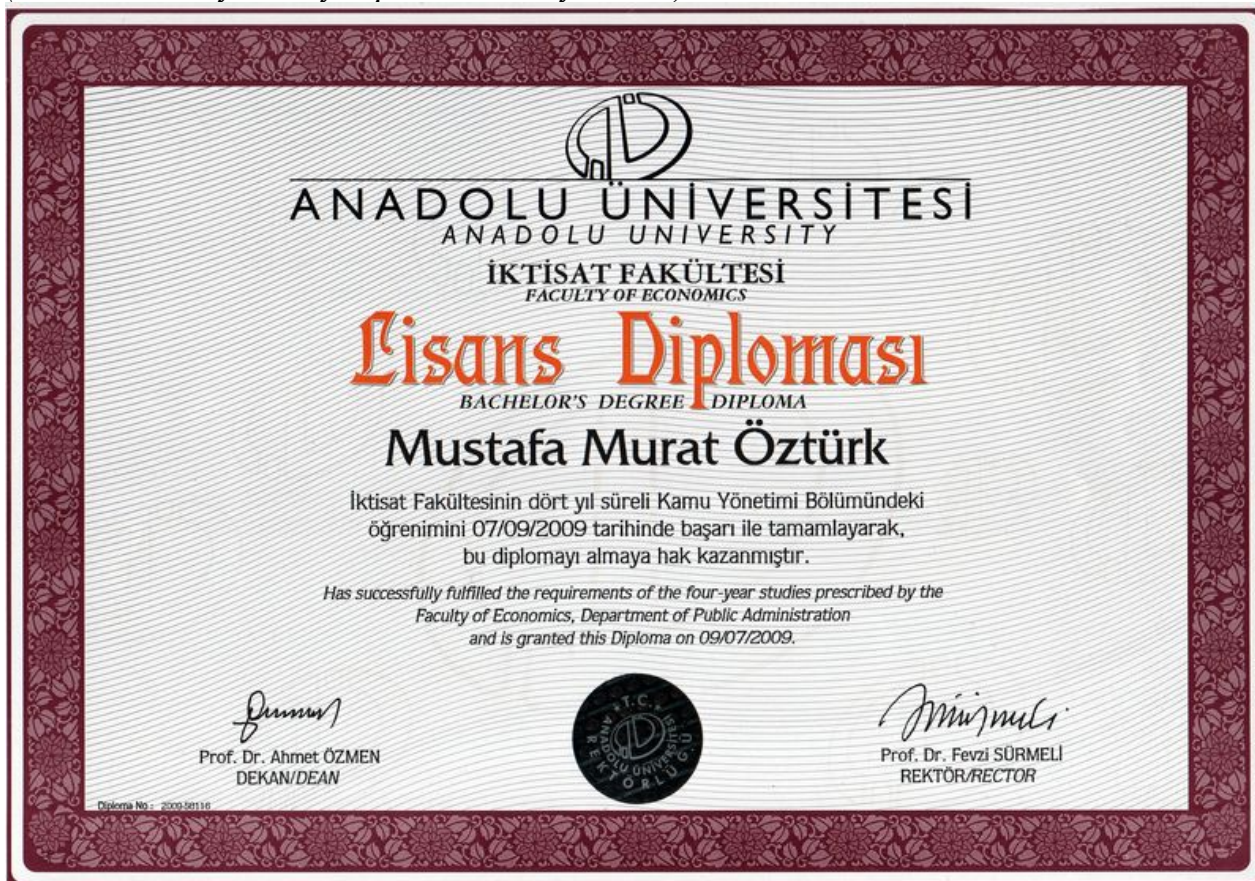 ANADOLU ÜNİVERSİTESİ
ANADOLU UNIVERSITY
İKTİSAT FAKÜLTESİ
FACULTY OF ECONOMICS
Lisans Diploması
BACHELOR'S DEGREE DIPLOMA
Mustafa Murat Öztürk
İktisat Fakültesinin dört yıl süreli Kamu Yönetimi Bölümündeki
öğrenimini 07/09/2009 tarihinde başarı ile tamamlayarak,
bu diplomayı almaya hak kazanmıştır.
Has successfully fulfilled the requirements of the four-year studies prescribed by the
Faculty of Economics, Department of Public Administration
and is granted this Diploma on 09/07/2009.
T.C.
ANADOLU ÜNİVERSİTESİ
REKTÖRLÜĞÜ
Prof. Dr. Ahmet ÖZMEN
DEKAN/DEAN
Prof. Dr. Fevzi SÜRMELİ
REKTÖR/RECTOR
Diploma No.: 2009-58116